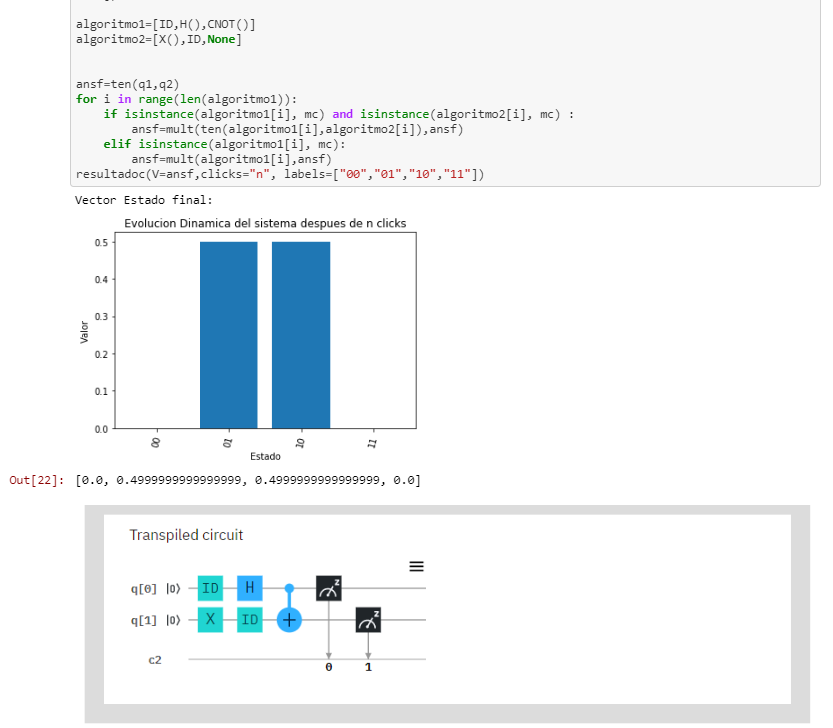 algoritmo1=[ID,H(),CNOT()]
algoritmo2=[X(),ID,None]
ansf=ten(q1,q2)
for i in range(len(algoritmo1)):
    if isinstance(algoritmo1[i], mc) and isinstance(algoritmo2[i], mc) :
        ansf=mult(ten(algoritmo1[i],algoritmo2[i]),ansf)
    elif isinstance(algoritmo1[i], mc):
        ansf=mult(algoritmo1[i],ansf)
resultadoc(V=ansf,clicks="n", labels=["00","01","10","11"])
Vector Estado final:
Evolucion Dinamica del sistema despues de n clicks
0.5
0.4
0.3
0.2
0.1
0.0
Valor
00 01 10 11
Estado
Out[22]: [0.0, 0.4999999999999999, 0.4999999999999999, 0.0]
Transpiled circuit
q[0] |0⟩ ID H z
q[1] |0⟩ X ID + z
c2
0 1